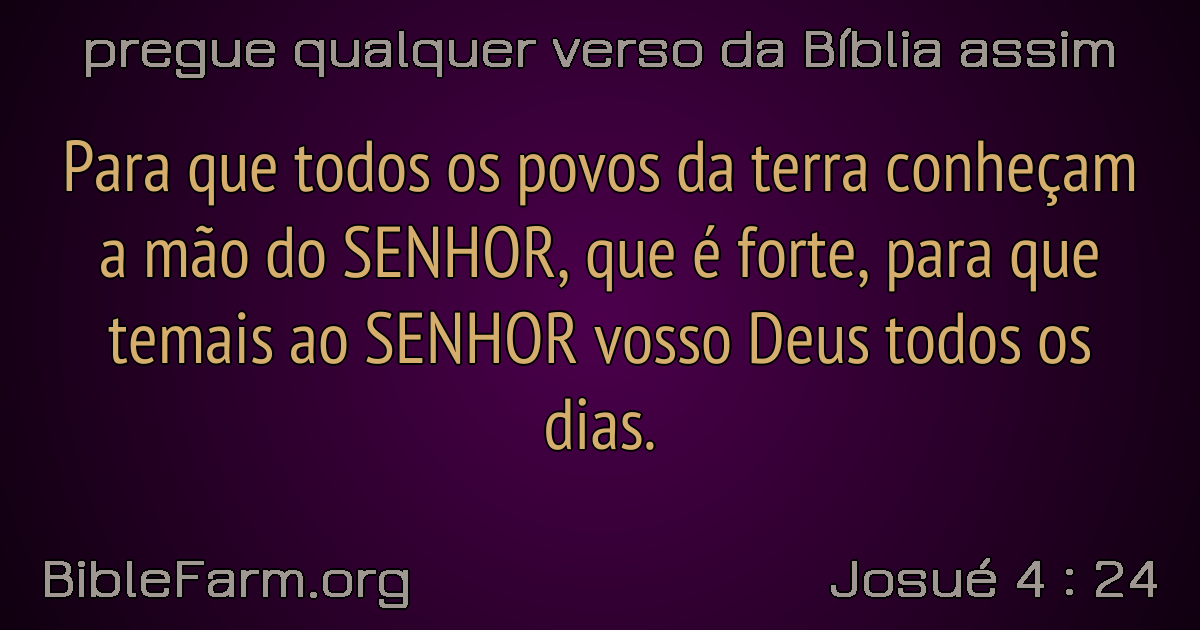 pregue qualquer verso da Bíblia assim
Para que todos os povos da terra conheçam
a mão do SENHOR, que é forte, para que
temais ao SENHOR vosso Deus todos os
dias.
BibleFarm.org
Josué 4 : 24